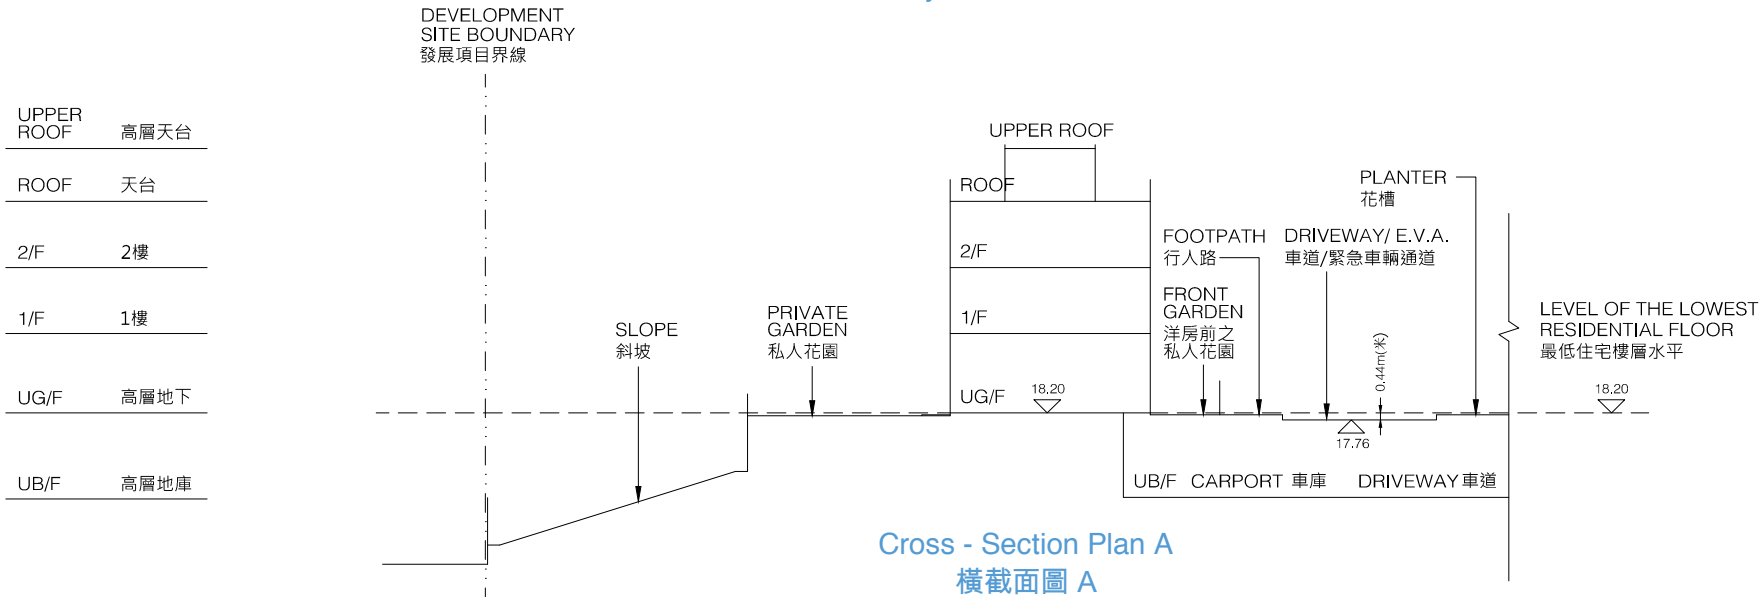 DEVELOPMENT
SITE BOUNDARY
發展項目界線
UPPER
ROOF 高層天台
ROOF 天台
2/F 2樓
1/F 1樓
UG/F 高層地下
UB/F 高層地庫
SLOPE
斜坡
PRIVATE
GARDEN
私人花園
UPPER ROOF
ROOF
2/F
1/F
UG/F
18.20
FOOTPATH
行人路
FRONT
GARDEN
洋房前之
私人花園
DRIVEWAY/ E.V.A.
車道/緊急車輛通道
PLANTER
花槽
0.44m(米)
17.76
UB/F CARPORT 車庫 DRIVEWAY 車道
LEVEL OF THE LOWEST
RESIDENTIAL FLOOR
最低住宅樓層水平
18.20
Cross - Section Plan A
橫截面圖 A